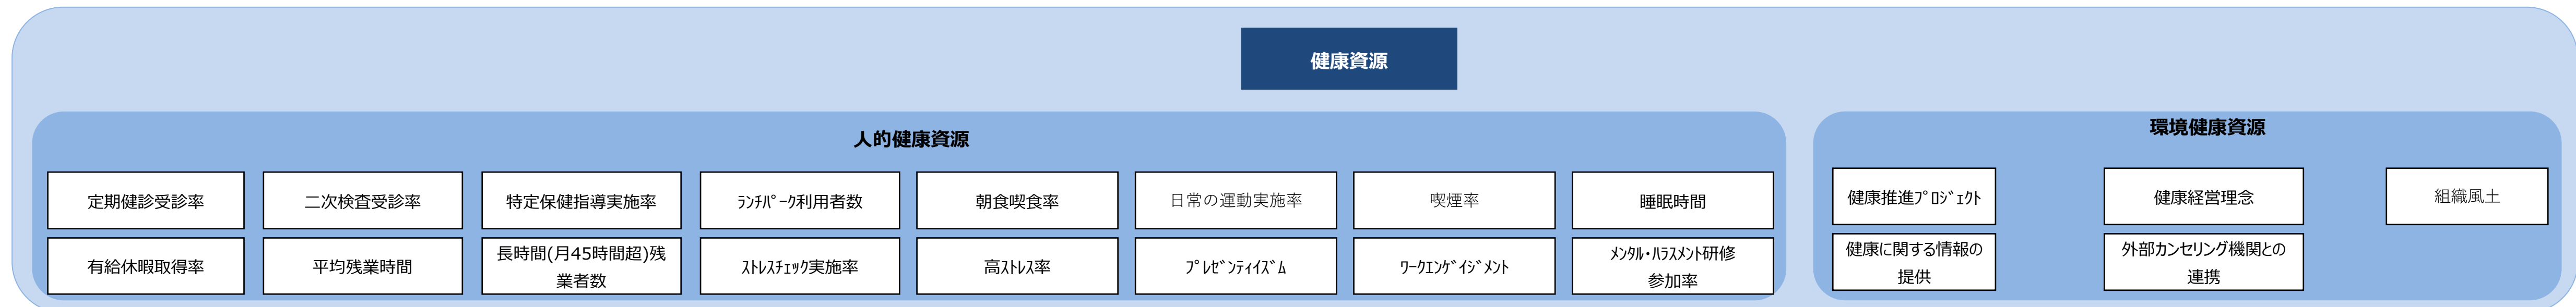 健康資源
人的健康資源
定期健診受診率
二次検査受診率
特定保健指導実施率
ﾗﾝﾁﾊﾟｰｸ利用者数
朝食喫食率
日常の運動実施率
喫煙率
睡眠時間
有給休暇取得率
平均残業時間
長時間(月45時間超)残
業者数
ｽﾄﾚｽﾁｪｯｸ実施率
高ｽﾄﾚｽ率
ﾌﾟﾚｾﾞﾝﾃｨｲｽﾞﾑ
ﾜｰｸｴﾝｹﾞｲｼﾞﾒﾝﾄ
ﾒﾝﾀﾙ・ﾊﾗｽﾒﾝﾄ研修
参加率
環境健康資源
健康推進ﾌﾟﾛｼﾞｪｸﾄ
健康経営理念
組織風土
健康に関する情報の
提供
外部カンセリング機関との
連携